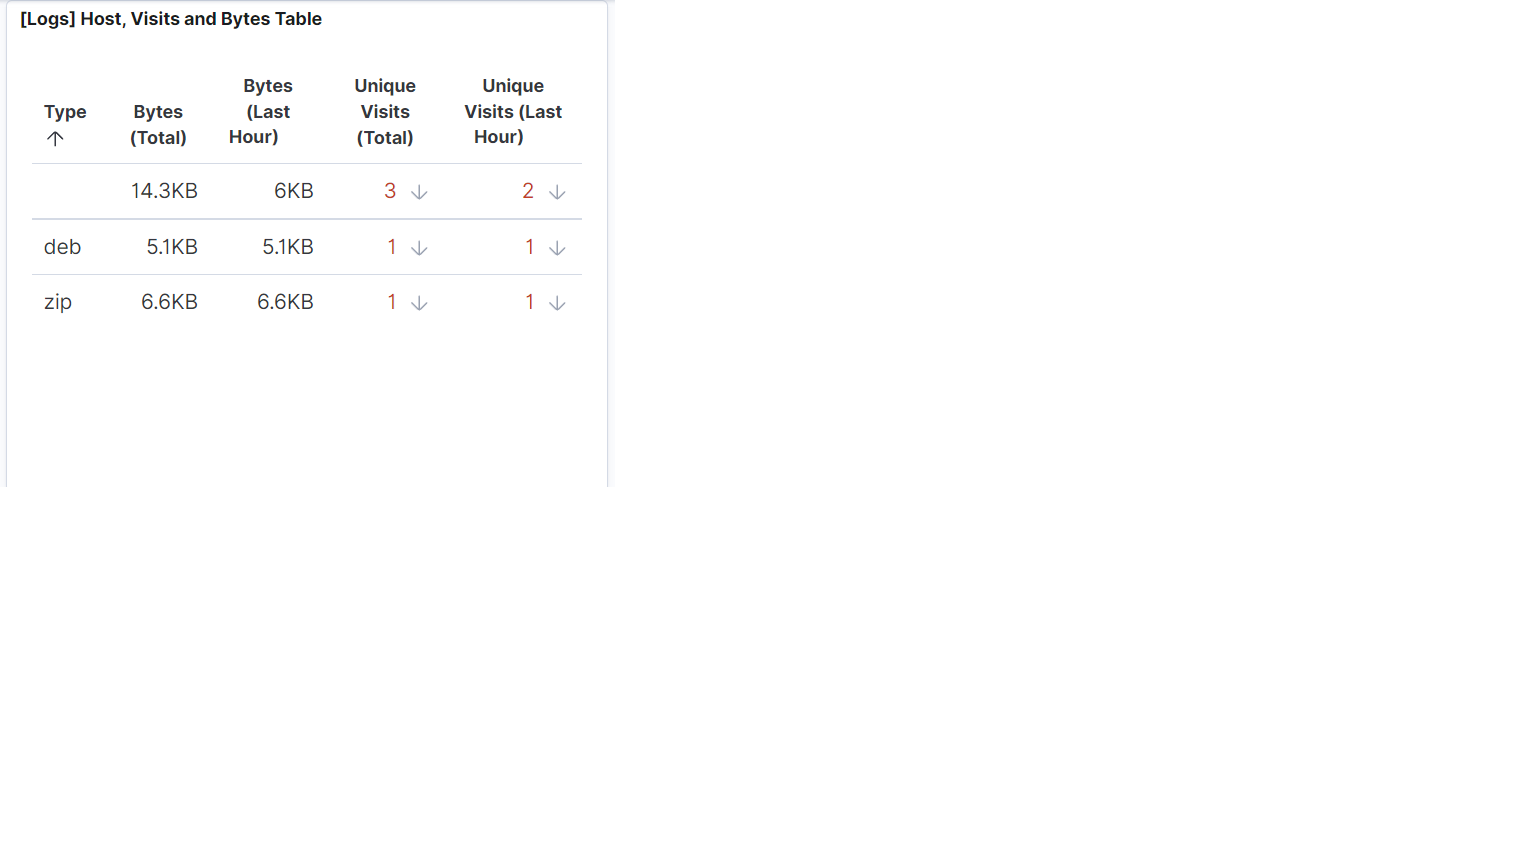 [Logs] Host, Visits and Bytes Table
Type ↑ Bytes (Total) Bytes (Last Hour) Unique Visits (Total) Unique Visits (Last Hour)
14.3KB 6KB 3 ↓ 2 ↓
deb 5.1KB 5.1KB 1 ↓ 1 ↓
zip 6.6KB 6.6KB 1 ↓ 1 ↓